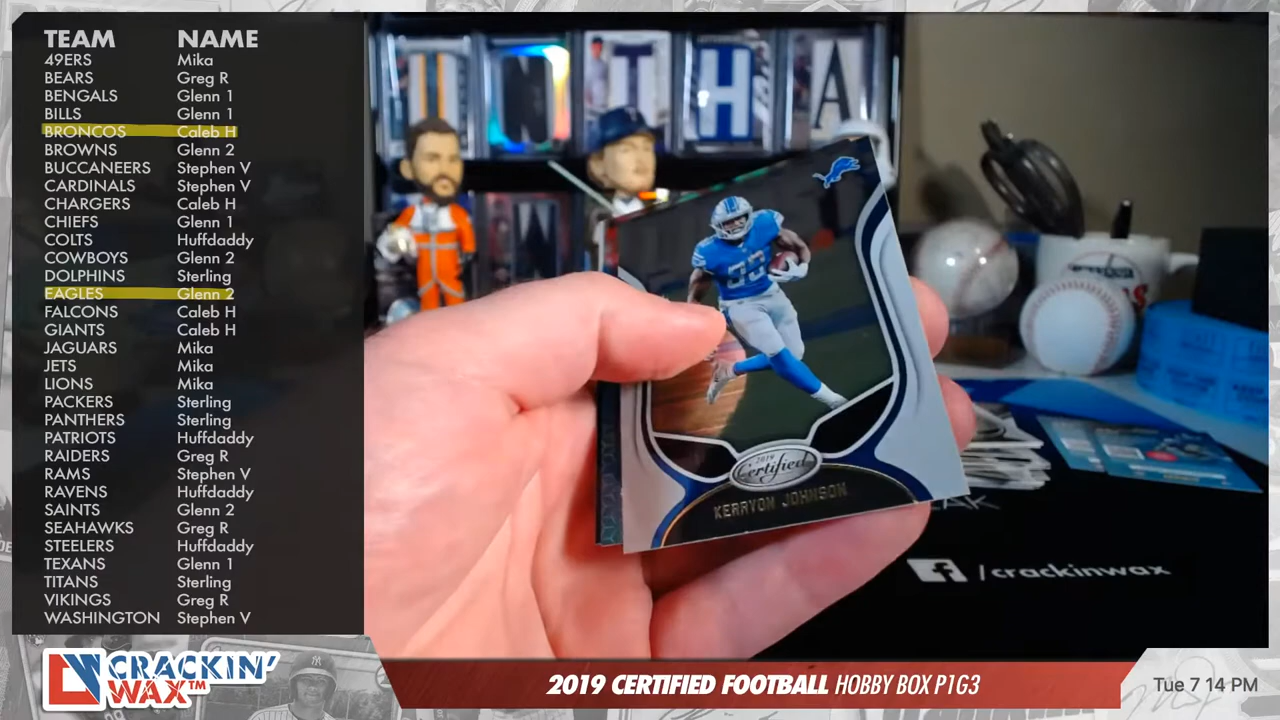 TEAM NAME
49ERS Mika
BEARS Greg R
BENGALS Glenn 1
BILLS Glenn 1
BRONCOS Caleb H
BROWNS Glenn 2
BUCCANEERS Stephen V
CARDINALS Stephen V
CHARGERS Caleb H
CHIEFS Glenn 1
COLTS Huffdaddy
COWBOYS Glenn 2
DOLPHINS Sterling
EAGLES Glenn 2
FALCONS Caleb H
GIANTS Caleb H
JAGUARS Mika
JETS Mika
LIONS Mika
PACKERS Sterling
PANTHERS Sterling
PATRIOTS Huffdaddy
RAIDERS Greg R
RAMS Stephen V
RAVENS Huffdaddy
SAINTS Glenn 2
SEAHAWKS Greg R
STEELERS Huffdaddy
TEXANS Glenn 1
TITANS Sterling
VIKINGS Greg R
WASHINGTON Stephen V
T H A
33
2019
Certified
KERRYON JOHNSON
f /crackinwax
CRACKIN'
WAX™
2019 CERTIFIED FOOTBALL HOBBY BOX P1G3
Tue 7 14 PM